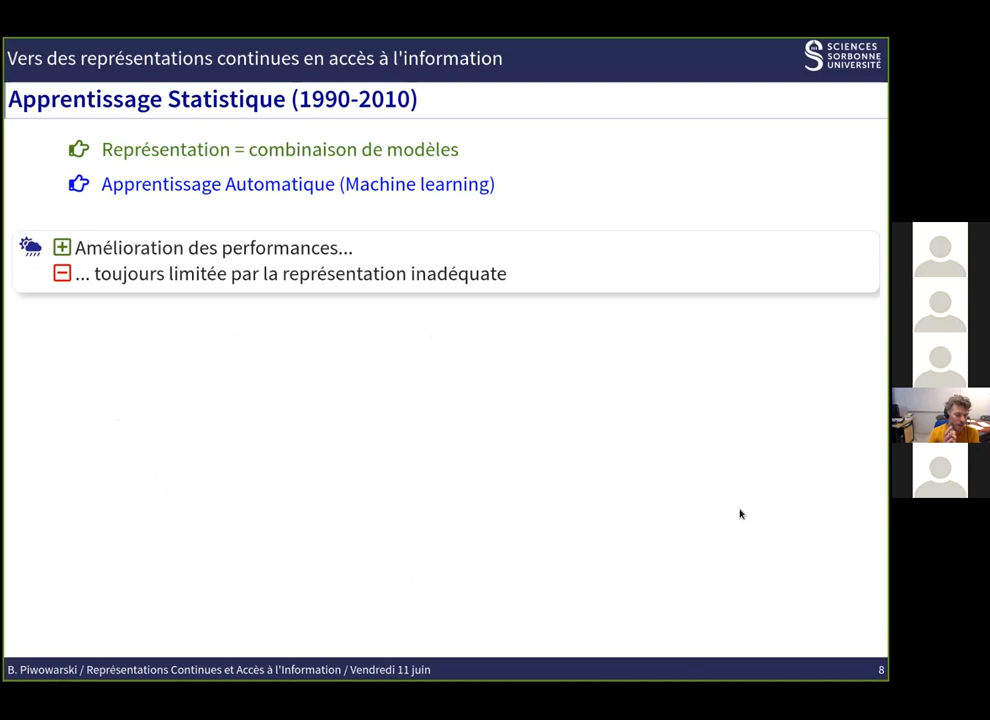 Vers des représentations continues en accès à l'information
SCIENCES
SORBONNE
UNIVERSITÉ
Apprentissage Statistique (1990-2010)
Représentation = combinaison de modèles
Apprentissage Automatique (Machine learning)
Amélioration des performances...
... toujours limitée par la représentation inadéquate
B. Piwowarski / Représentations Continues et Accès à l'Information / Vendredi 11 juin
8